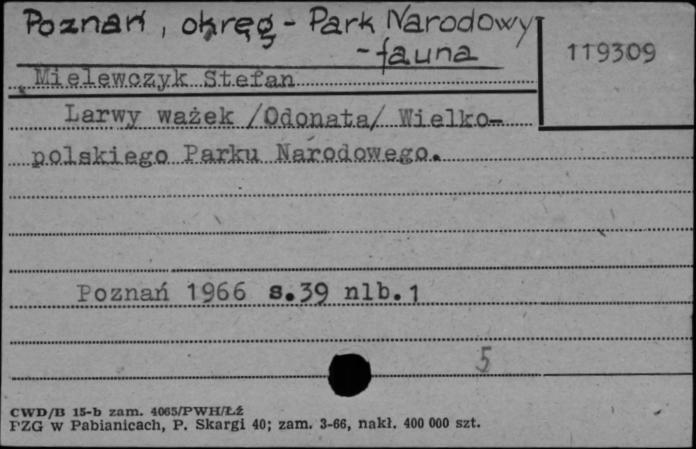 Poznań, okręg - Park Narodowy
- fauna
119309
Mielewczyk Stefan
Larwy ważek /Odonata/ Wielko-
polskiego Parku Narodowego.
Poznań 1966 s.39 nlb.1
5
CWD/B 15-b zam. 4065/PWH/ŁŹ
PZG w Pabianicach, P. Skargi 40; zam. 3-66, nakł. 400 000 szt.